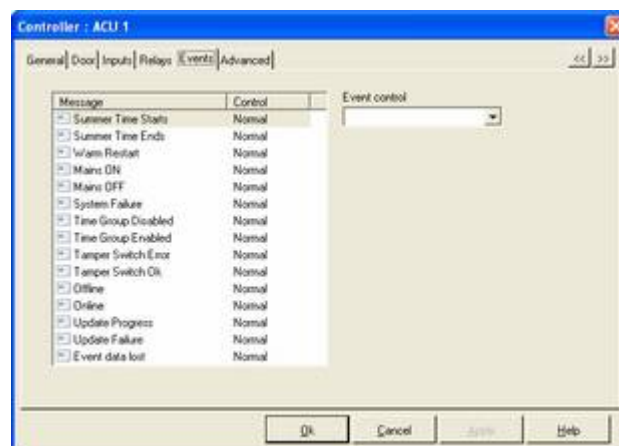 Controller : ACU 1
General Door Inputs Relays Events Advanced << >>
Message Control Event control
Summer Time Starts Normal
Summer Time Ends Normal
Warm Restart Normal
Mains ON Normal
Mains OFF Normal
System Failure Normal
Time Group Disabled Normal
Time Group Enabled Normal
Tamper Switch Error Normal
Tamper Switch Ok Normal
Offline Normal
Online Normal
Update Progress Normal
Update Failure Normal
Event data lost Normal
Ok Cancel Apply Help